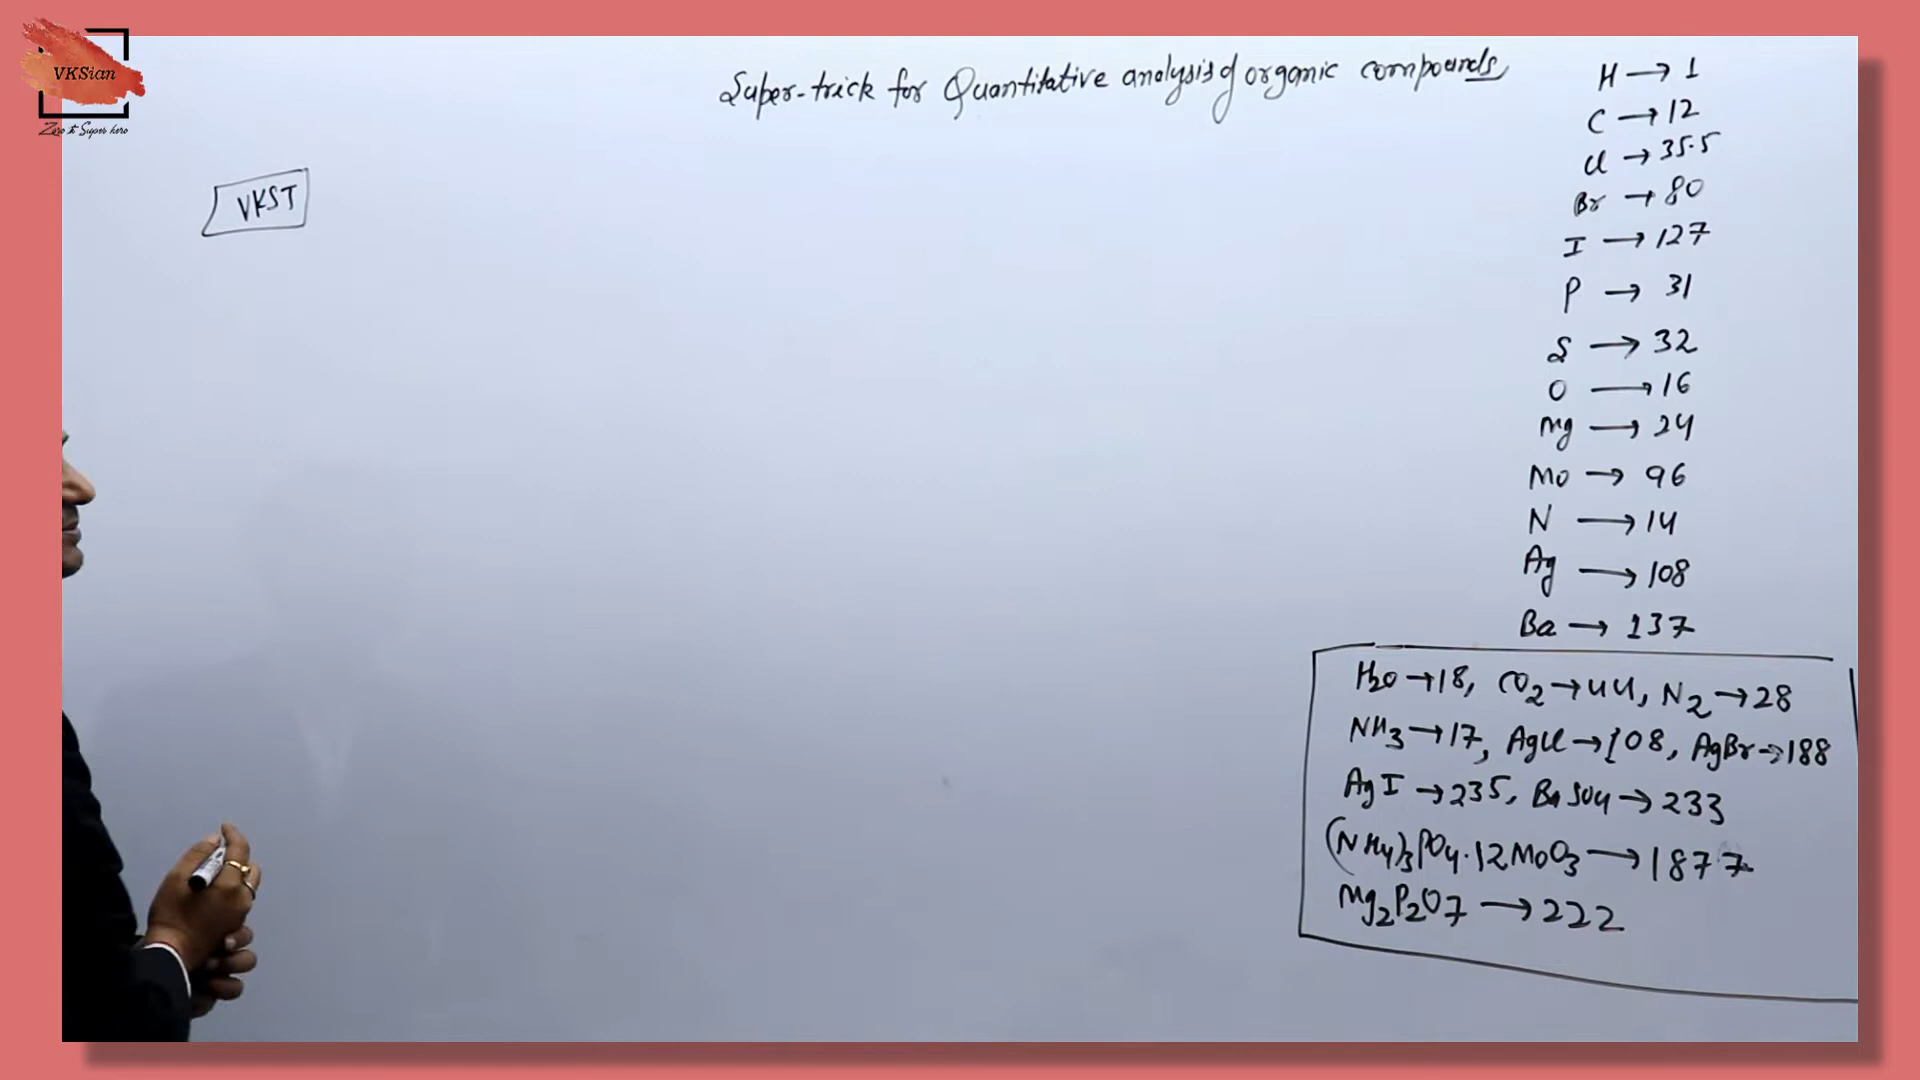 VKSian
Zero to Super hero
Super-trick for Quantitative analysis of organic compounds
VKST
H → 1
C → 12
Cl → 35.5
Br → 80
I → 127
P → 31
S → 32
O → 16
Mg → 24
Mo → 96
N → 14
Ag → 108
Ba → 137
H2O → 18, CO2 → 44, N2 → 28
NH3 → 17, AgCl → 108, AgBr → 188
AgI → 235, BaSO4 → 233
(NH4)3PO4.12MoO3 → 1877
Mg2P2O7 → 222